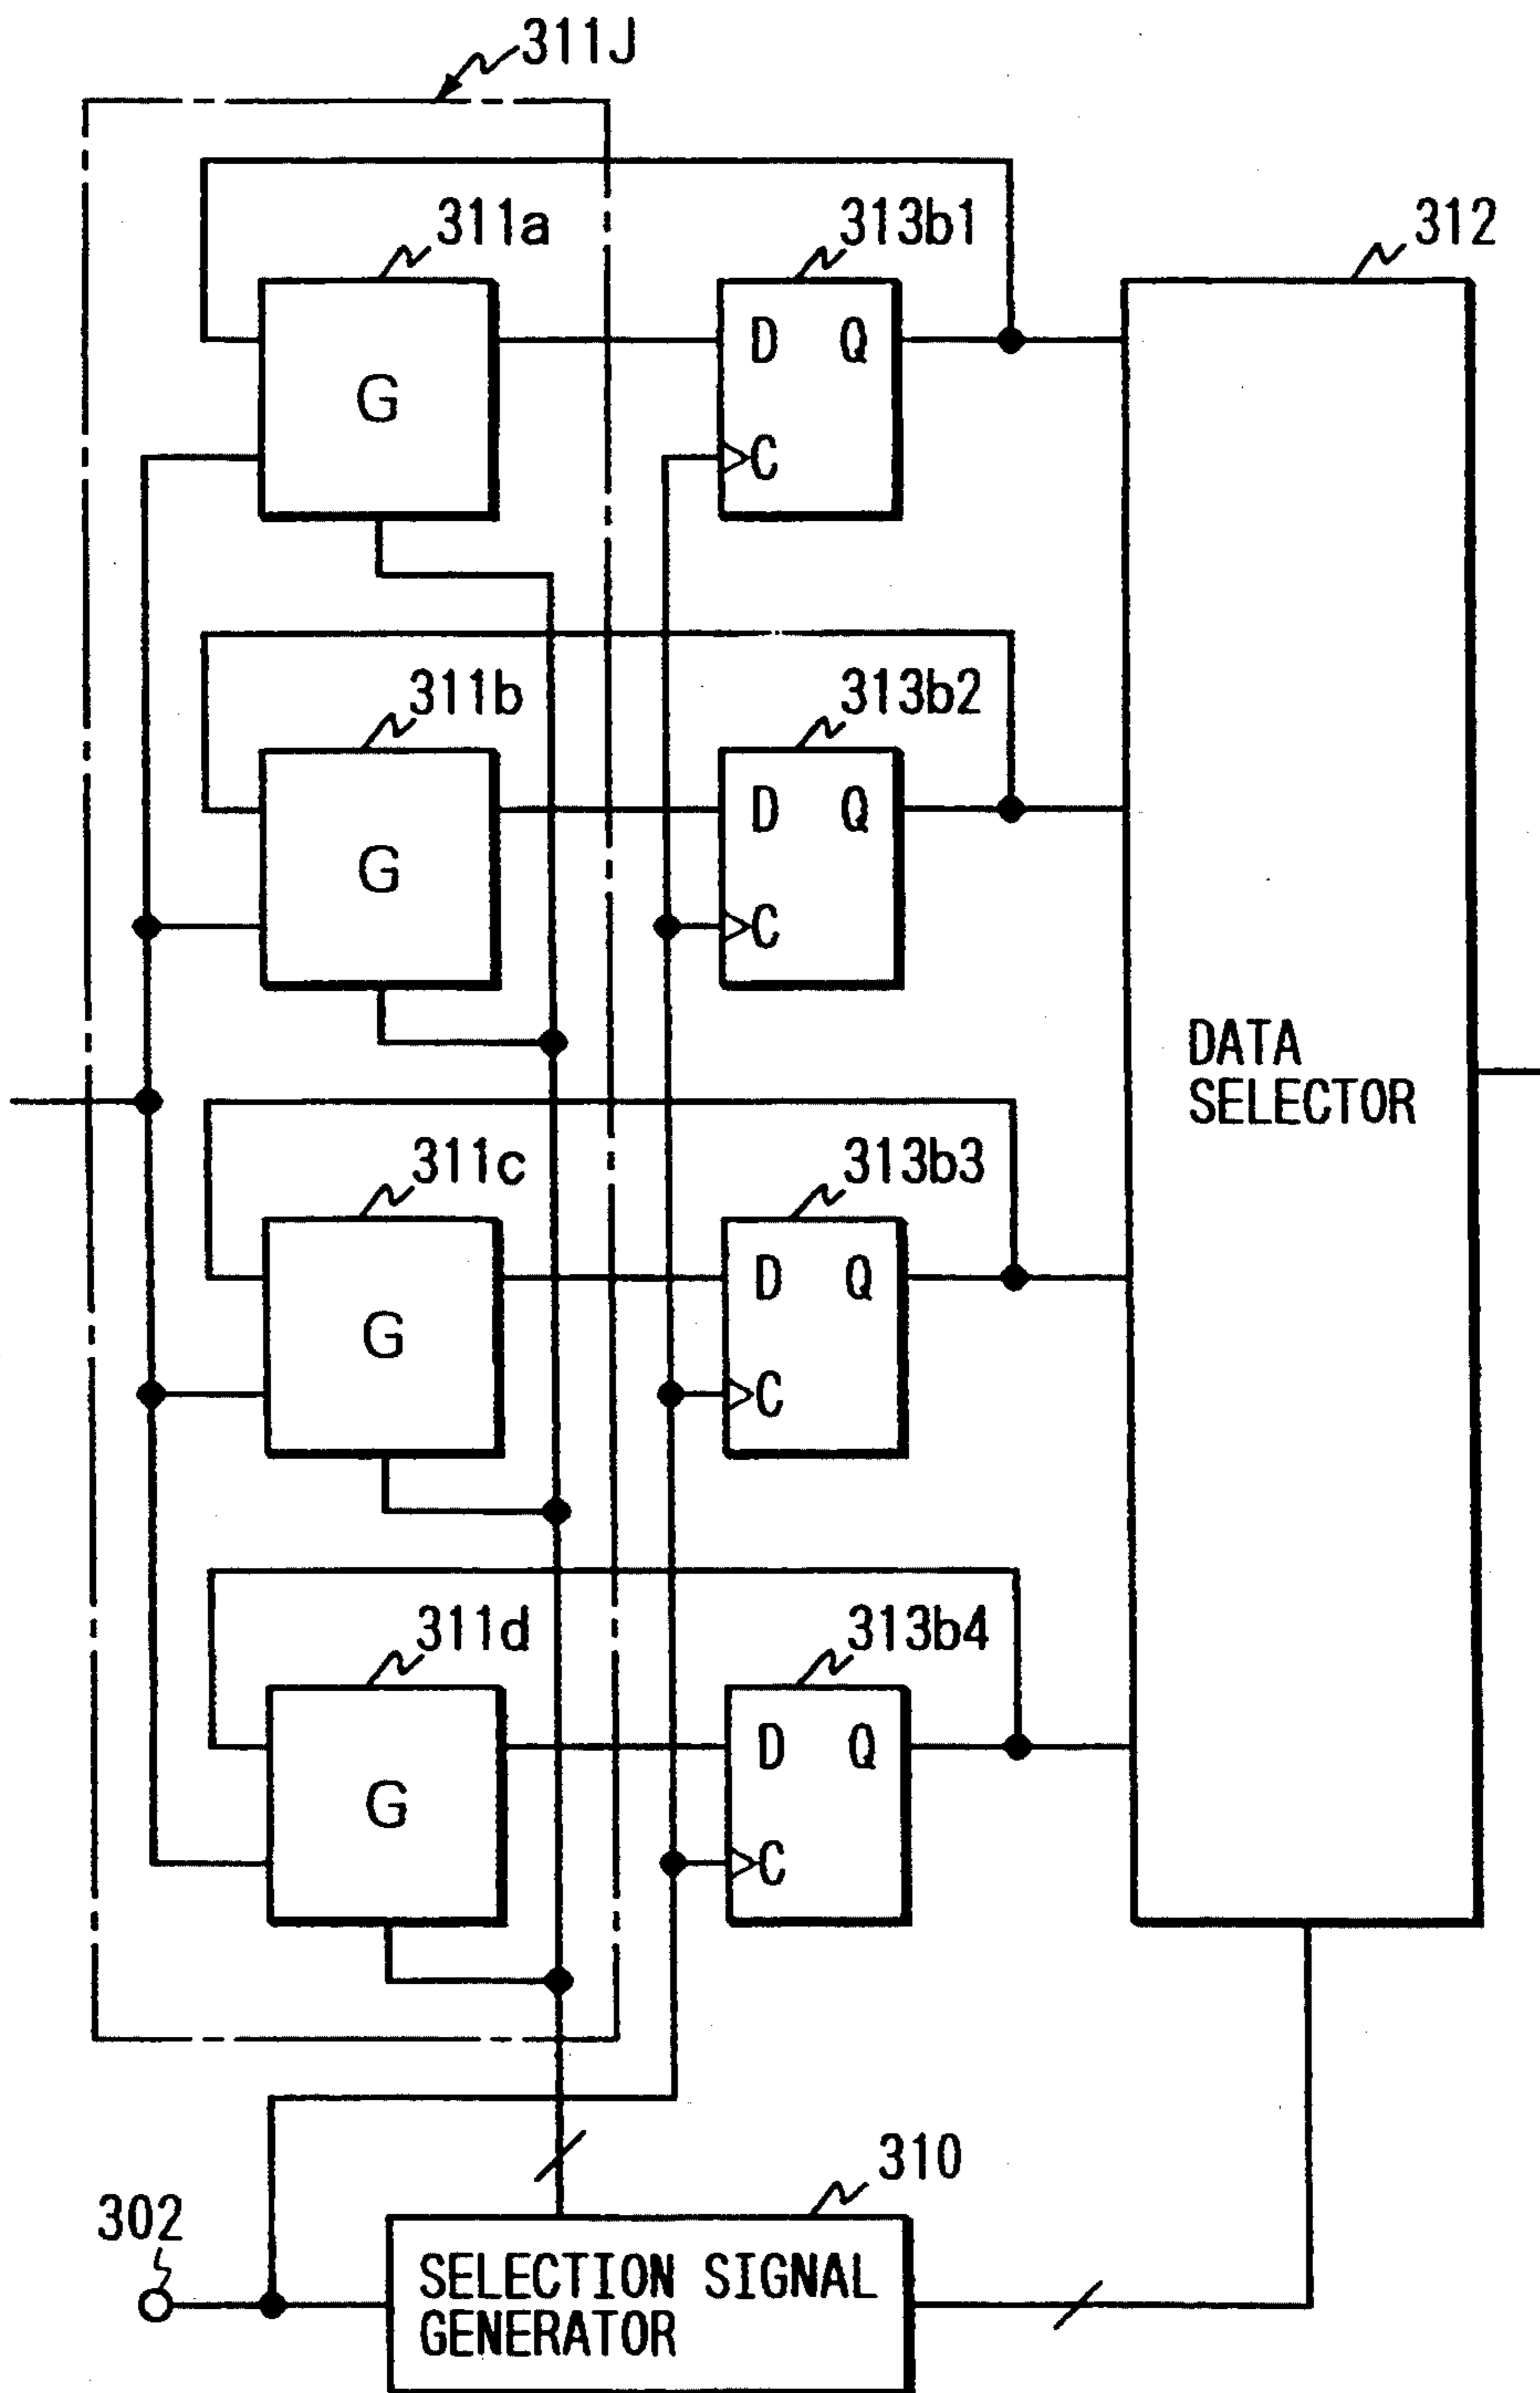 311J
311a
313b1
312
G
D Q
C
311b
313b2
G
D Q
C
DATA
SELECTOR
311c
313b3
G
D Q
C
311d
313b4
G
D Q
C
310
302
SELECTION SIGNAL
GENERATOR